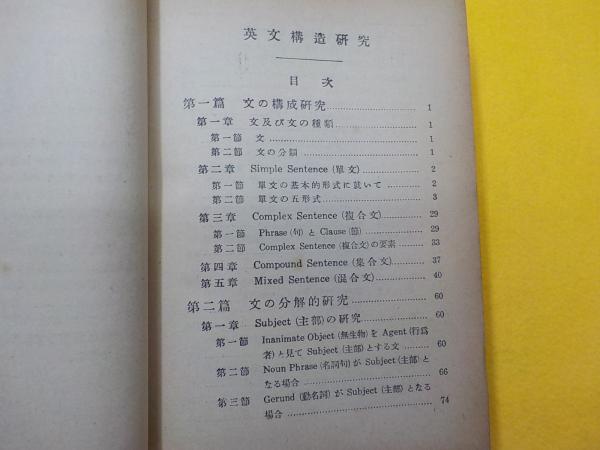 英文構造研究
目次
第一篇 文の構成研究 1
第一章 文及び文の種類 1
第一節 文 1
第二節 文の分類 1
第二章 Simple Sentence (單文) 2
第一節 單文の基本的形式に就いて 2
第二節 單文の五形式 3
第三章 Complex Sentence (複合文) 29
第一節 Phrase (句) と Clause (節) 29
第二節 Complex Sentence (複合文) の要素 33
第四章 Compound Sentence (集合文) 37
第五章 Mixed Sentence (混合文) 40
第二篇 文の分解的研究 60
第一章 Subject (主部) の研究 60
第一節 Inanimate Object (無生物) を Agent (行爲
者) と見て Subject (主部) とする文 60
第二節 Noun Phrase (名詞句) が Subject (主部) と
なる場合 66
第三節 Gerund (動名詞) が Subject (主部) となる
場合 74